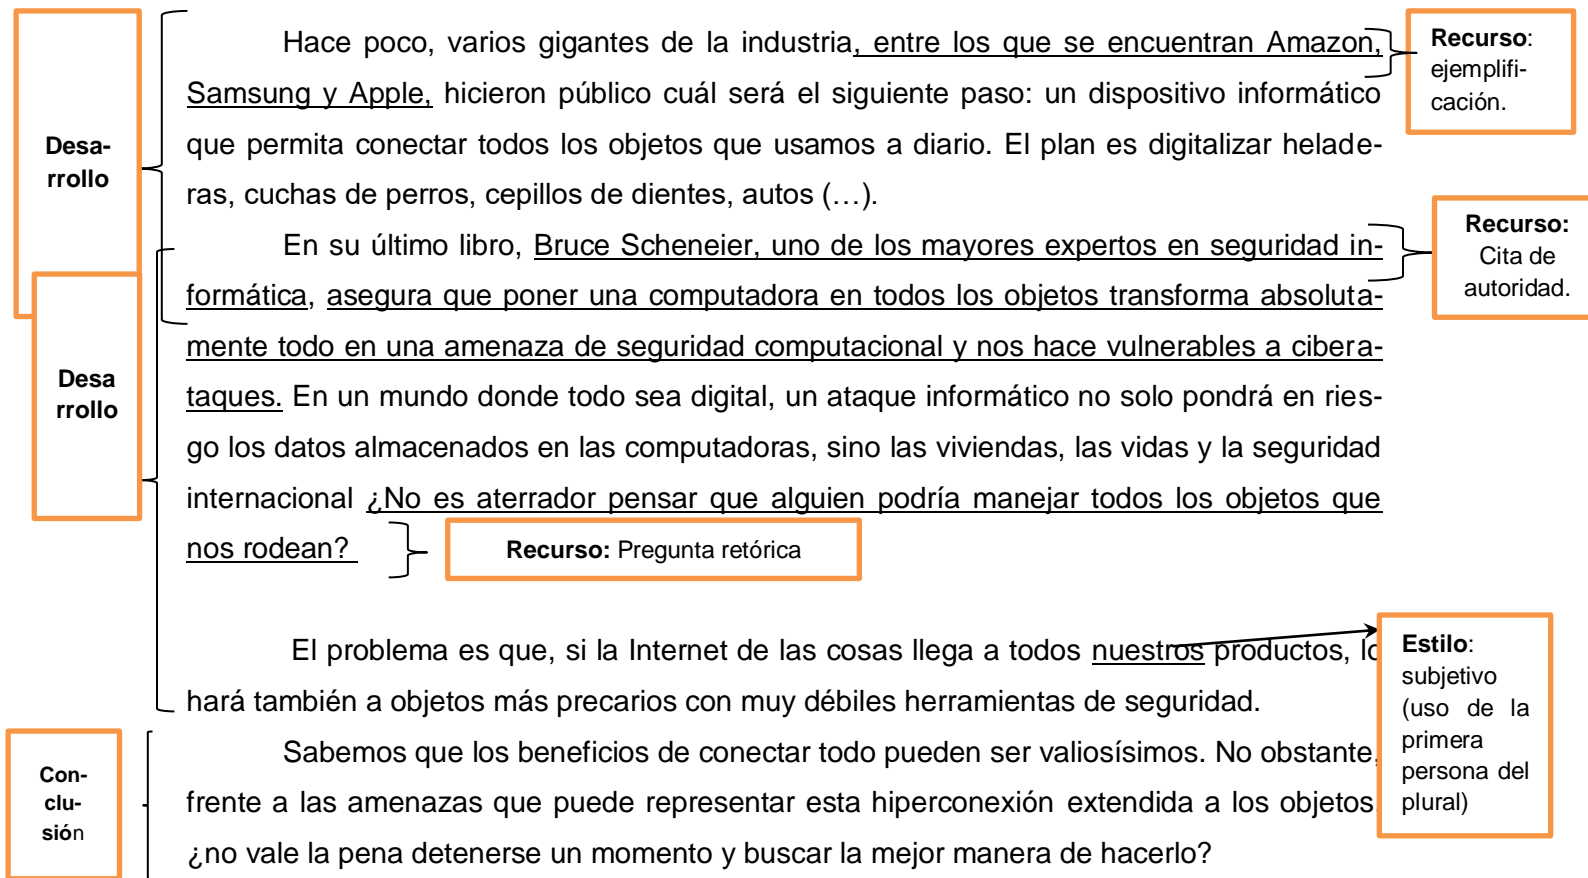 Hace poco, varios gigantes de la industria, entre los que se encuentran Amazon,
Samsung y Apple, hicieron público cuál será el siguiente paso: un dispositivo informático
que permita conectar todos los objetos que usamos a diario. El plan es digitalizar helade-
ras, cuchas de perros, cepillos de dientes, autos (…).
Recurso:
ejemplifi-
cación.
Desa-
rrollo
En su último libro, Bruce Scheneier, uno de los mayores expertos en seguridad in-
formática, asegura que poner una computadora en todos los objetos transforma absoluta-
mente todo en una amenaza de seguridad computacional y nos hace vulnerables a cibera-
taques. En un mundo donde todo sea digital, un ataque informático no solo pondrá en ries-
go los datos almacenados en las computadoras, sino las viviendas, las vidas y la seguridad
internacional ¿No es aterrador pensar que alguien podría manejar todos los objetos que
nos rodean?
Recurso:
Cita de
autoridad.
Desa
rrollo
Recurso: Pregunta retórica
El problema es que, si la Internet de las cosas llega a todos nuestros productos, lo
hará también a objetos más precarios con muy débiles herramientas de seguridad.
Estilo:
subjetivo
(uso de la
primera
persona del
plural)
Con-
clu-
sión
Sabemos que los beneficios de conectar todo pueden ser valiosísimos. No obstante,
frente a las amenazas que puede representar esta hiperconexión extendida a los objetos
¿no vale la pena detenerse un momento y buscar la mejor manera de hacerlo?